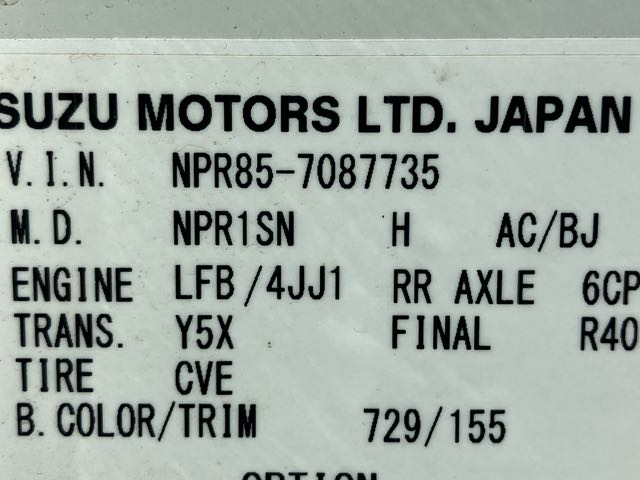 SUZU MOTORS LTD. JAPAN
V.I.N. NPR85-7087735
M.D. NPR1SN H AC/BJ
ENGINE LFB/4JJ1 RR AXLE 6CP
TRANS. Y5X FINAL R40
TIRE CVE
B.COLOR/TRIM 729/155
OPTION